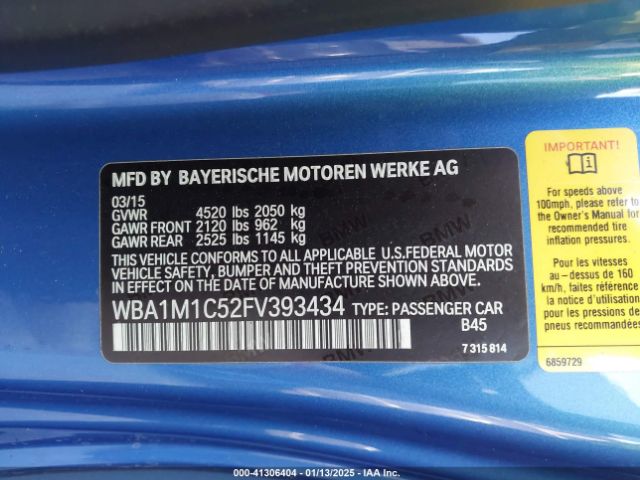 MFD BY BAYERISCHE MOTOREN WERKE AG
03/15
GVWR 4520 lbs 2050 kg
GAWR FRONT 2120 lbs 962 kg
GAWR REAR 2525 lbs 1145 kg
THIS VEHICLE CONFORMS TO ALL APPLICABLE U.S.FEDERAL MOTOR
VEHICLE SAFETY, BUMPER AND THEFT PREVENTION STANDARDS
IN EFFECT ON THE DATE OF MANUFACTURE SHOWN ABOVE.
WBA1M1C52FV393434 TYPE: PASSENGER CAR
B45
7 315 814
IMPORTANT!
For speeds above
100mph, please refer to
the Owner's Manual for
recommended tire
inflation pressures.
Pour les vitesses
au-dessus de 160
km/h, faites référence
au manuel de bord
pour les pressions de
pneu recommandées.
6859729
000-41306404 - 01/13/2025 - IAA Inc.